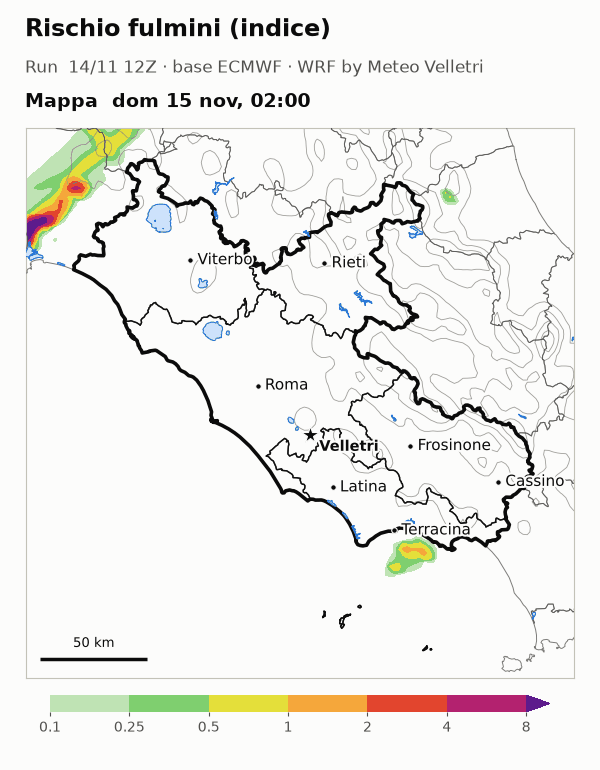 Rischio fulmini (indice)
Run 14/11 12Z · base ECMWF · WRF by Meteo Velletri
Mappa dom 15 nov, 02:00
Viterbo
Rieti
Roma
Velletri
Frosinone
Cassino
Latina
Terracina
50 km
0.1 0.25 0.5 1 2 4 8